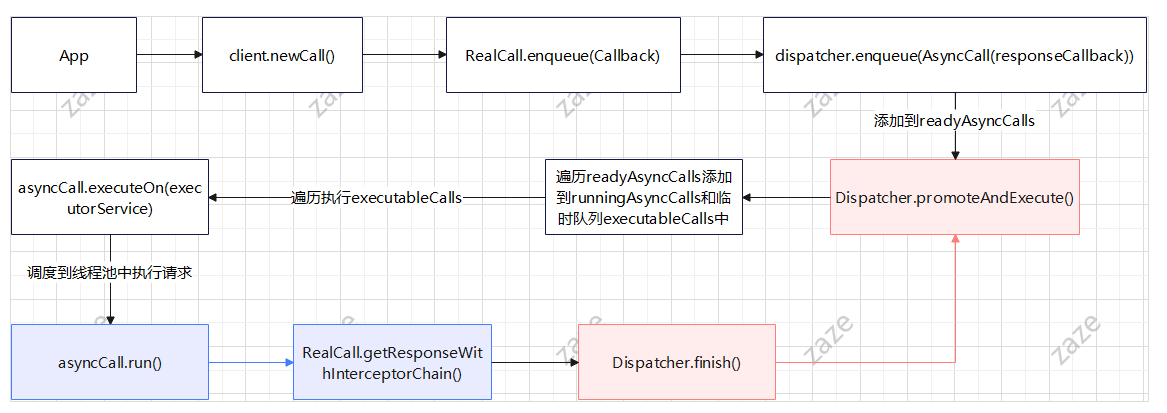 App
client.newCall()
RealCall.enqueue(Callback)
dispatcher.enqueue(AsyncCall(responseCallback))
zaze
zaze
zaze
zaze
zaze
添加到readyAsyncCalls
asyncCall.executeOn(exec
utorService)
遍历执行executableCalls
遍历readyAsyncCalls添加
到runningAsyncCalls和临
时队列executableCalls中
Dispatcher.promoteAndExecute()
调度到线程池中执行请求
zaze
zaze
zaze
zaze
zaze
asyncCall.run()
RealCall.getResponseWit
hInterceptorChain()
Dispatcher.finish()